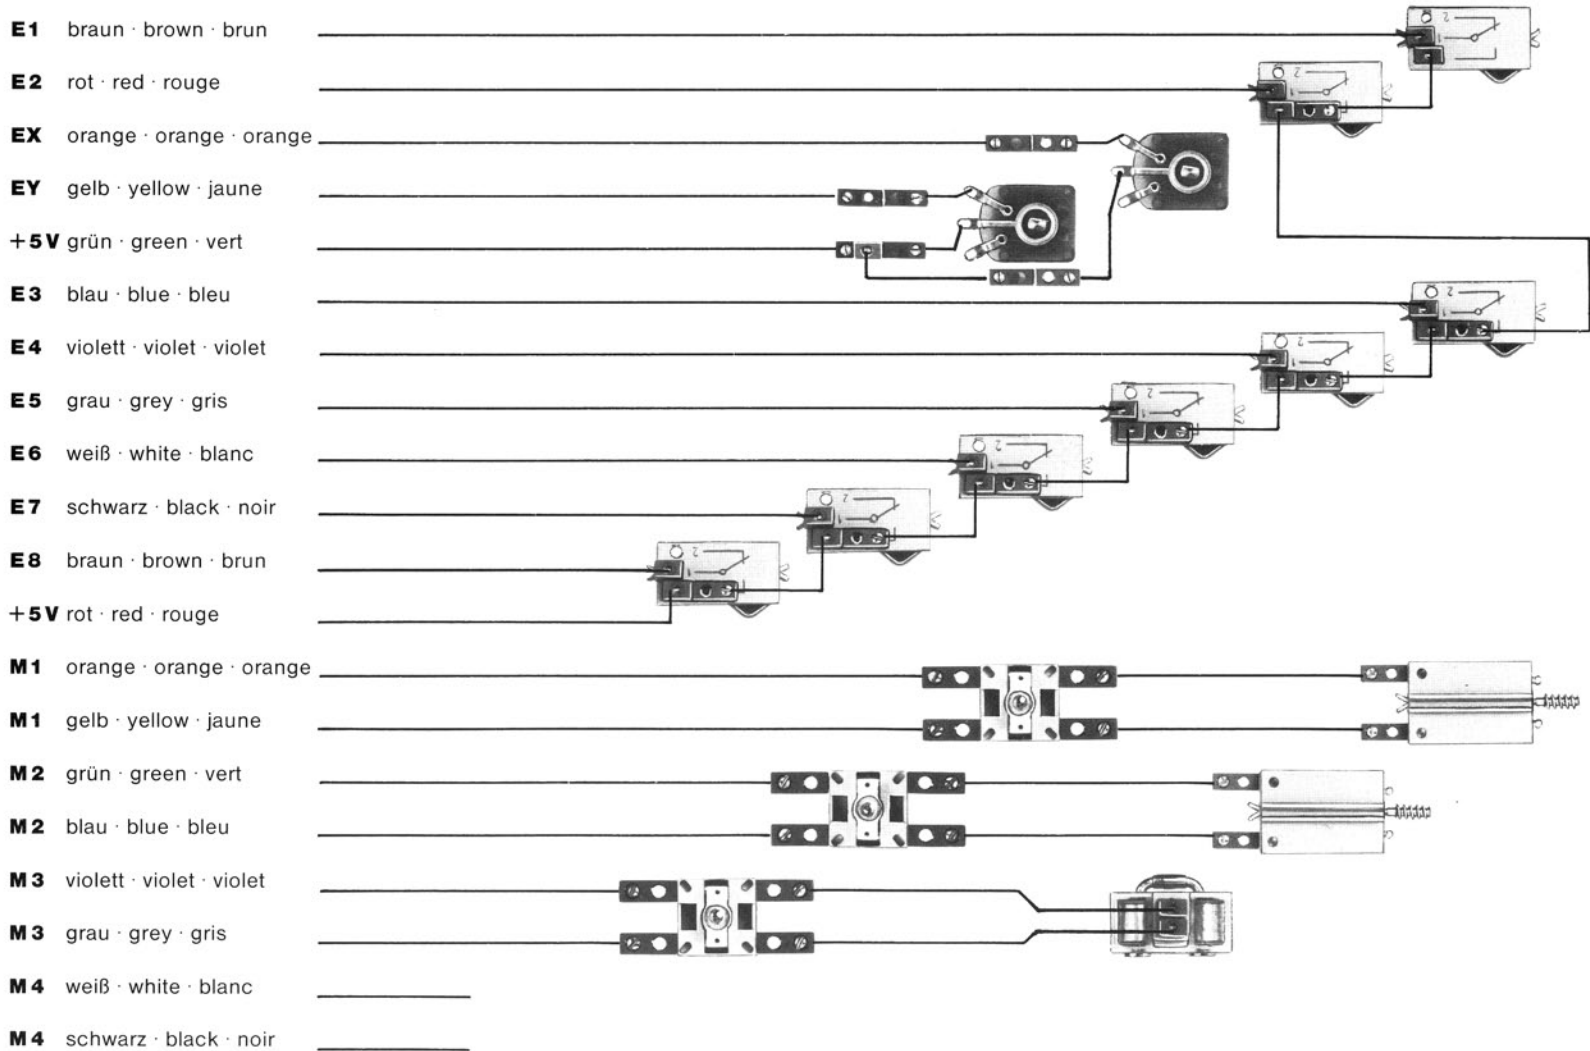 E1 braun · brown · brun
E2 rot · red · rouge
EX orange · orange · orange
EY gelb · yellow · jaune
+5V grün · green · vert
E3 blau · blue · bleu
E4 violett · violet · violet
E5 grau · grey · gris
E6 weiß · white · blanc
E7 schwarz · black · noir
E8 braun · brown · brun
+5V rot · red · rouge
M1 orange · orange · orange
M1 gelb · yellow · jaune
M2 grün · green · vert
M2 blau · blue · bleu
M3 violett · violet · violet
M3 grau · grey · gris
M4 weiß · white · blanc
M4 schwarz · black · noir